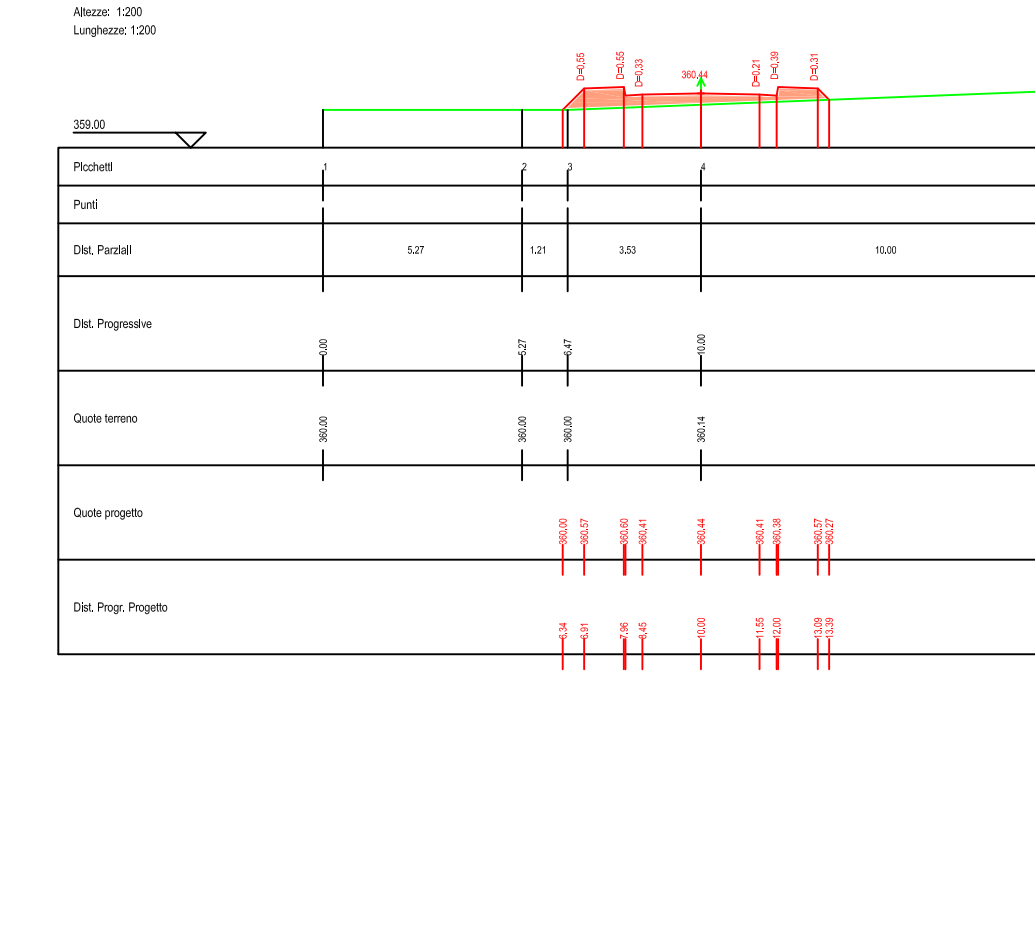 Altezze: 1:200
Lunghezze: 1:200
D=0.55 D=0.55 D=0.33 360.44 D=0.21 D=0.39 D=0.31
359.00
Picchetti 1 2 3 4
Punti
Dist. Parziali 5.27 1.21 3.53 10.00
Dist. Progressive 0.00 5.27 6.47 10.00
Quote terreno 360.00 360.00 360.00 360.14
Quote progetto 360.00 360.57 360.60 360.41 360.44 360.41 360.38 360.57 360.27
Dist. Progr. Progetto 6.34 6.91 7.96 8.45 10.00 11.55 12.00 13.09 13.39